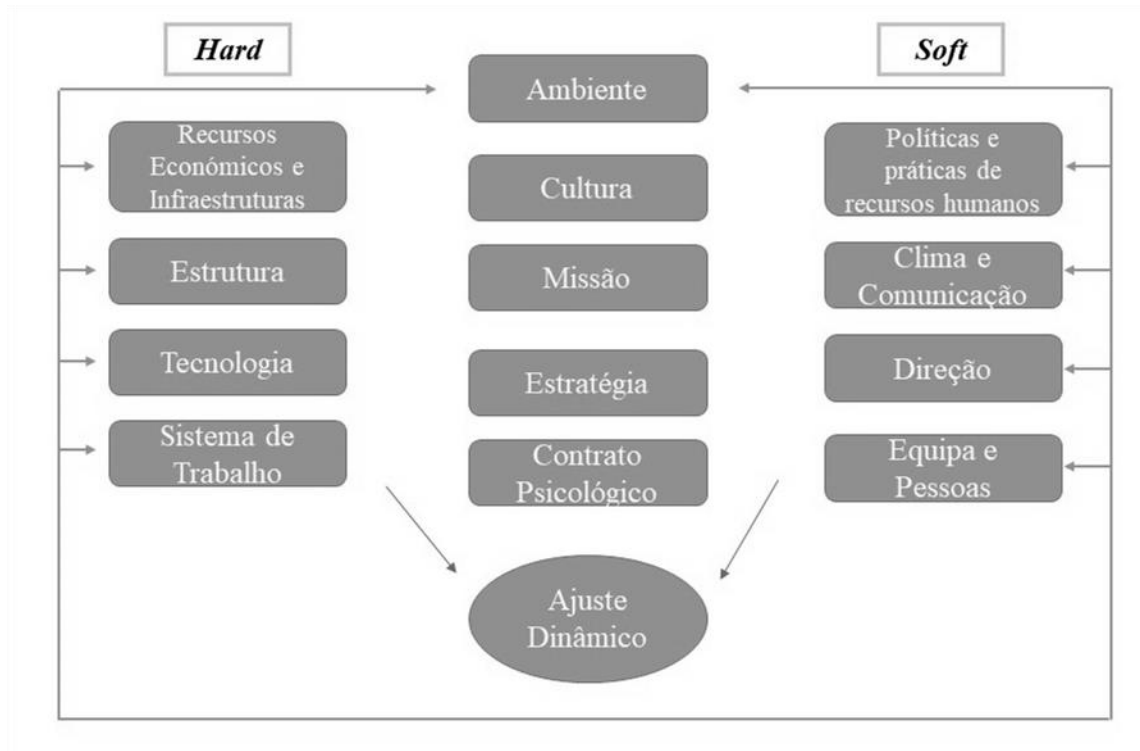 Hard
Soft
Ambiente
Recursos
Económicos e
Infraestruturas
Políticas e
práticas de
recursos humanos
Cultura
Estrutura
Missão
Clima e
Comunicação
Tecnologia
Estratégia
Direção
Sistema de
Trabalho
Contrato
Psicológico
Equipa e
Pessoas
Ajuste
Dinâmico